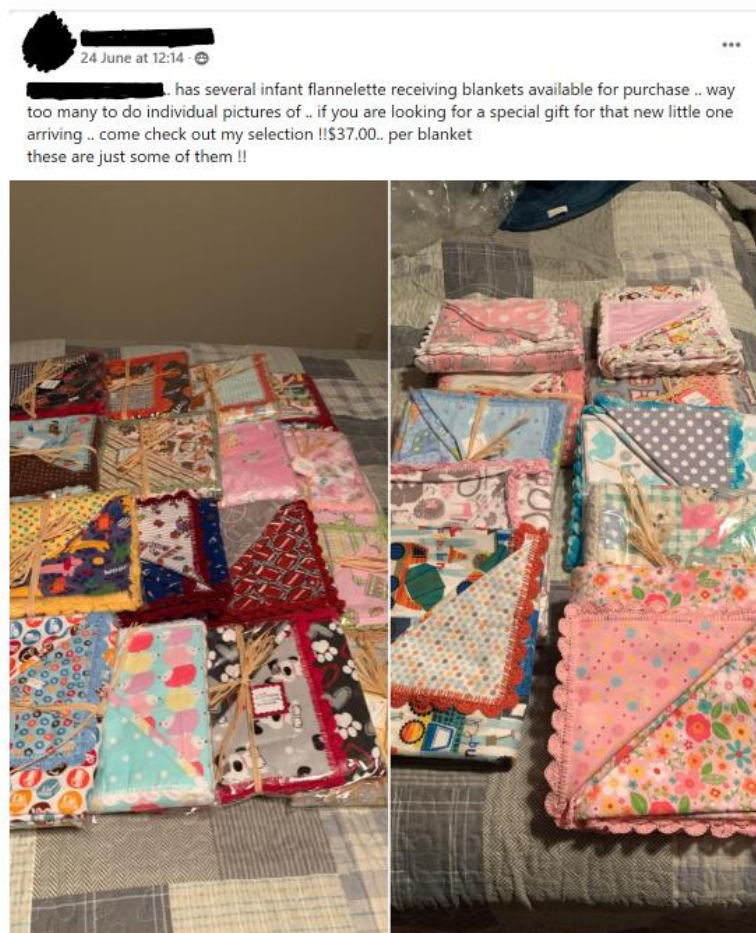 24 June at 12:14 ·
.. has several infant flannelette receiving blankets available for purchase .. way
too many to do individual pictures of .. if you are looking for a special gift for that new little one
arriving .. come check out my selection !!$37.00.. per blanket
these are just some of them !!